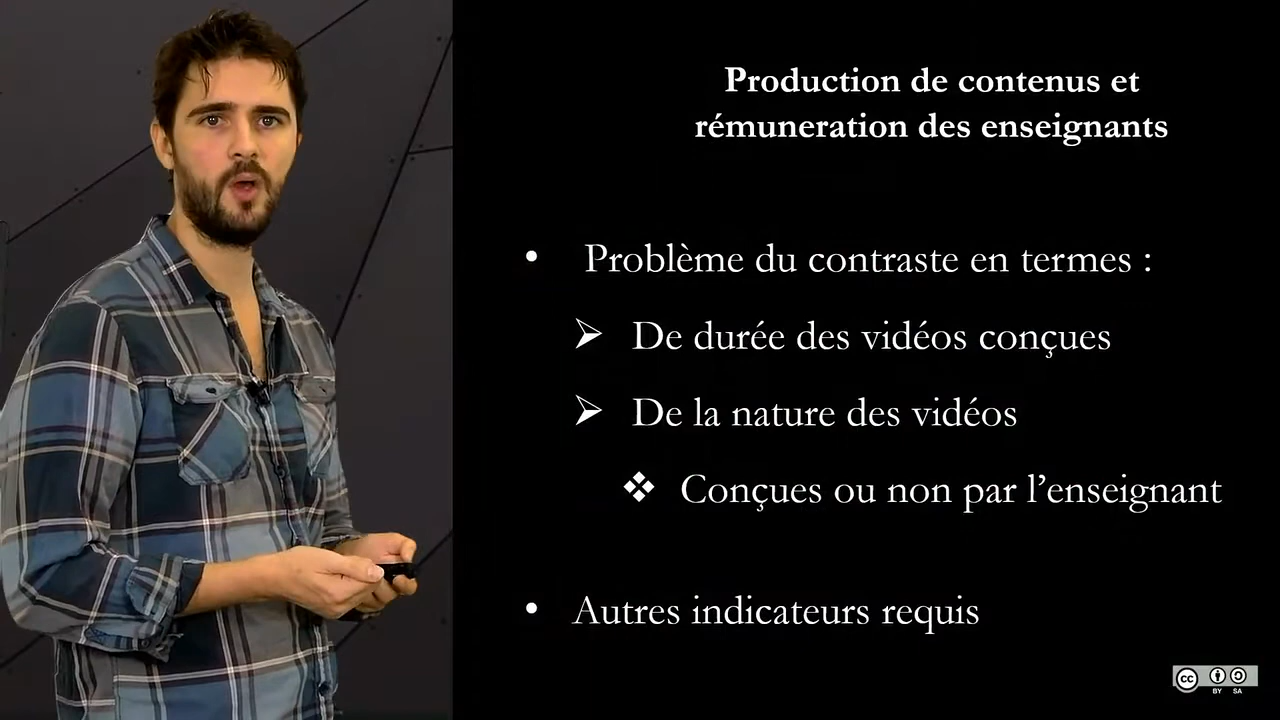 Production de contenus et
rémuneration des enseignants
• Problème du contraste en termes :
➢ De durée des vidéos conçues
➢ De la nature des vidéos
❖ Conçues ou non par l’enseignant
• Autres indicateurs requis
cc
BY SA